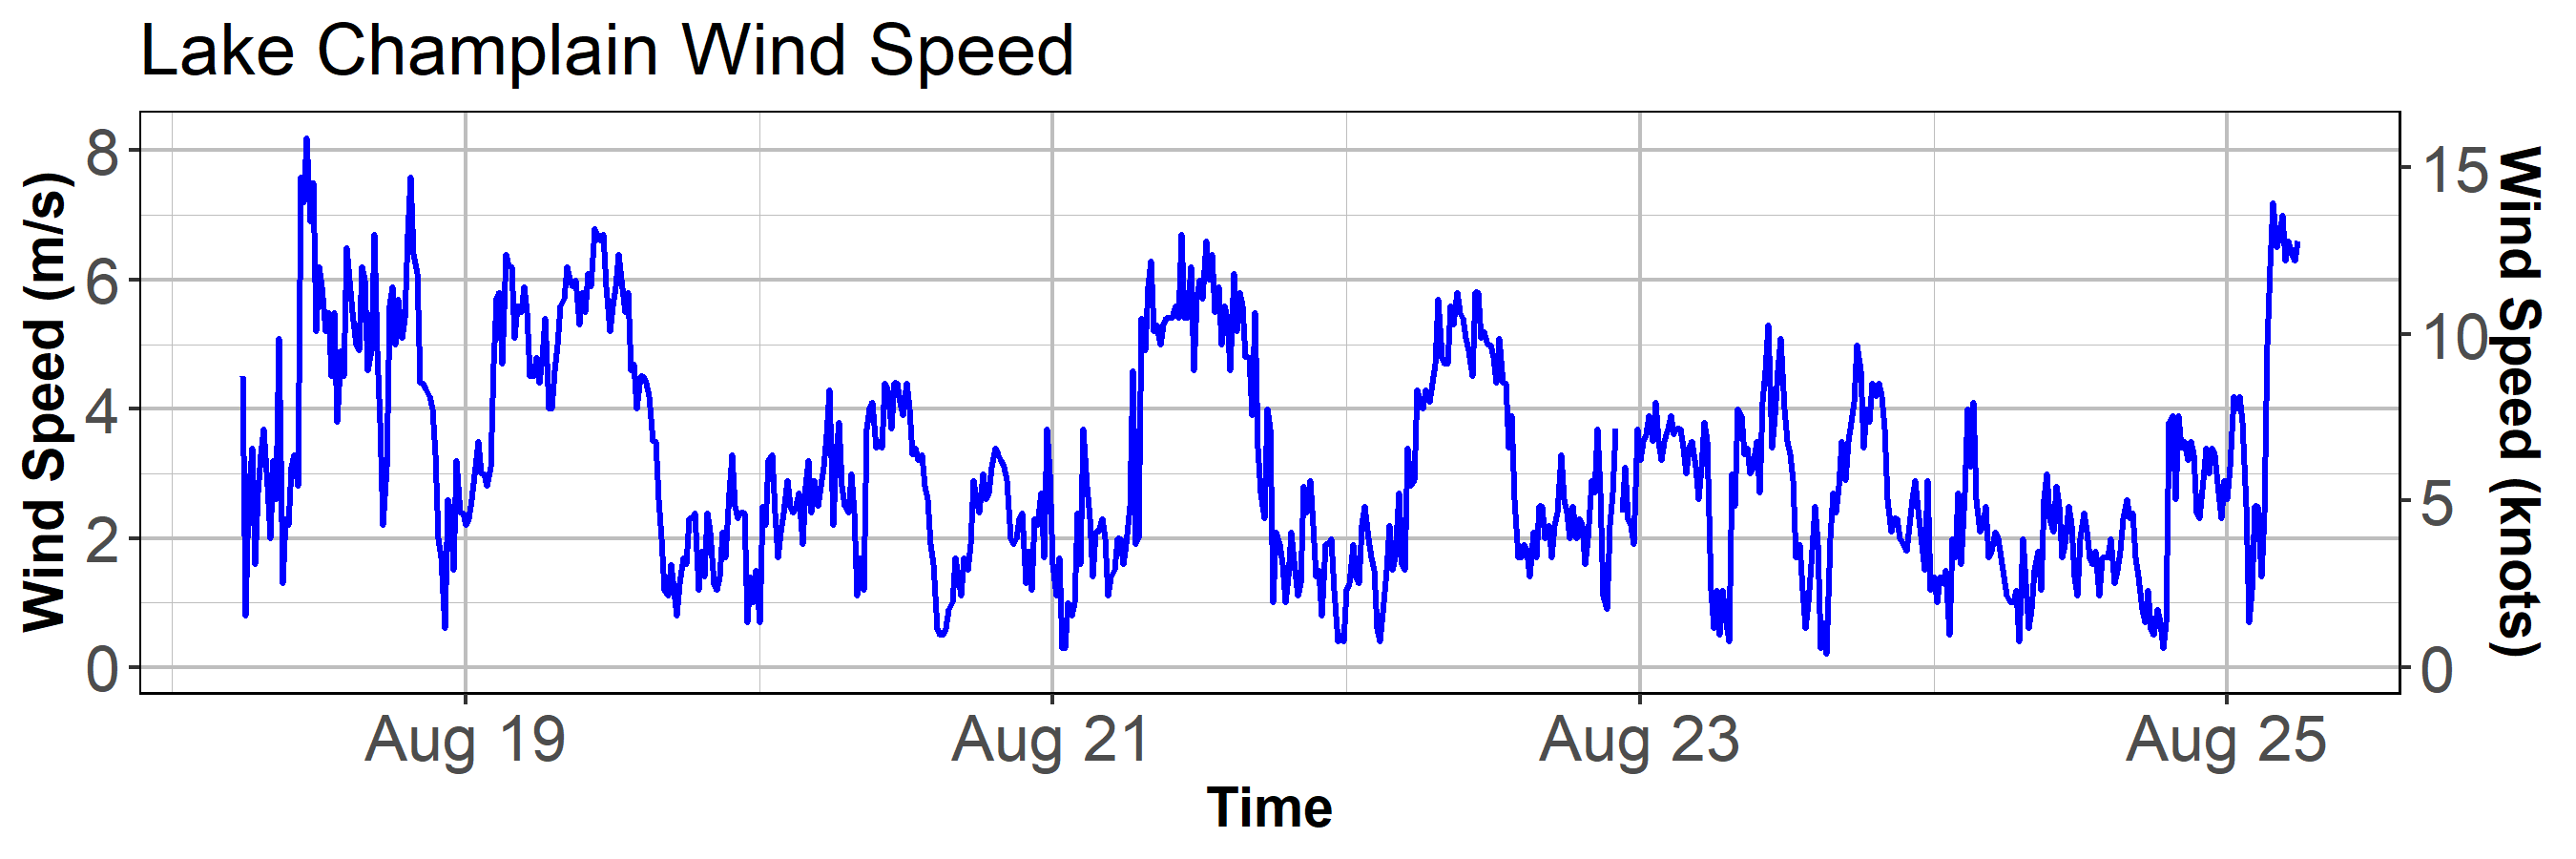 Lake Champlain Wind Speed
Wind Speed (m/s)
8
6
4
2
0
15
10
5
0
Wind Speed (knots)
Aug 19
Aug 21
Aug 23
Aug 25
Time